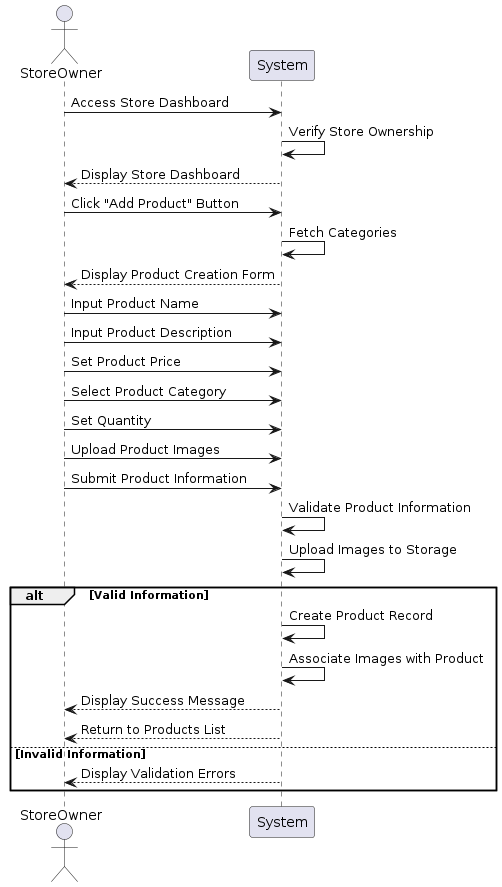 StoreOwner
System
Access Store Dashboard
Verify Store Ownership
Display Store Dashboard
Click "Add Product" Button
Fetch Categories
Display Product Creation Form
Input Product Name
Input Product Description
Set Product Price
Select Product Category
Set Quantity
Upload Product Images
Submit Product Information
Validate Product Information
Upload Images to Storage
alt [Valid Information]
Create Product Record
Associate Images with Product
Display Success Message
Return to Products List
[Invalid Information]
Display Validation Errors
StoreOwner
System